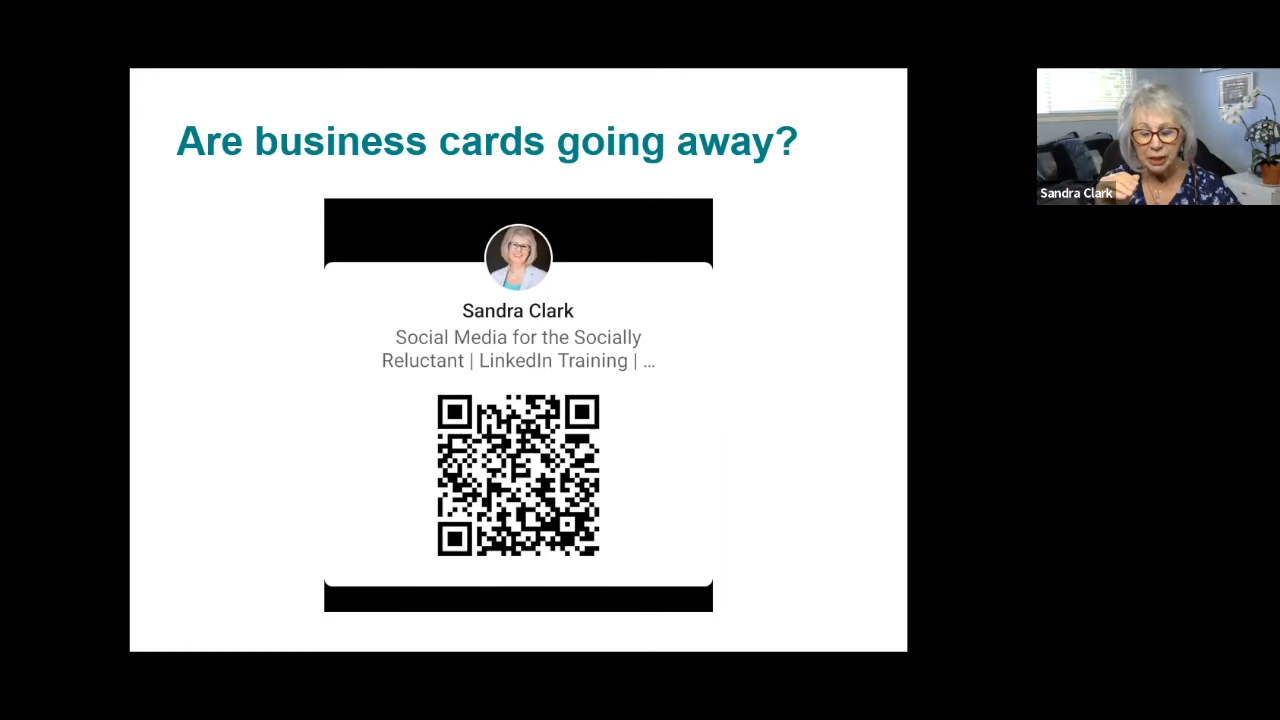 Are business cards going away?
Sandra Clark
Social Media for the Socially
Reluctant | LinkedIn Training | ...
Sandra Clark